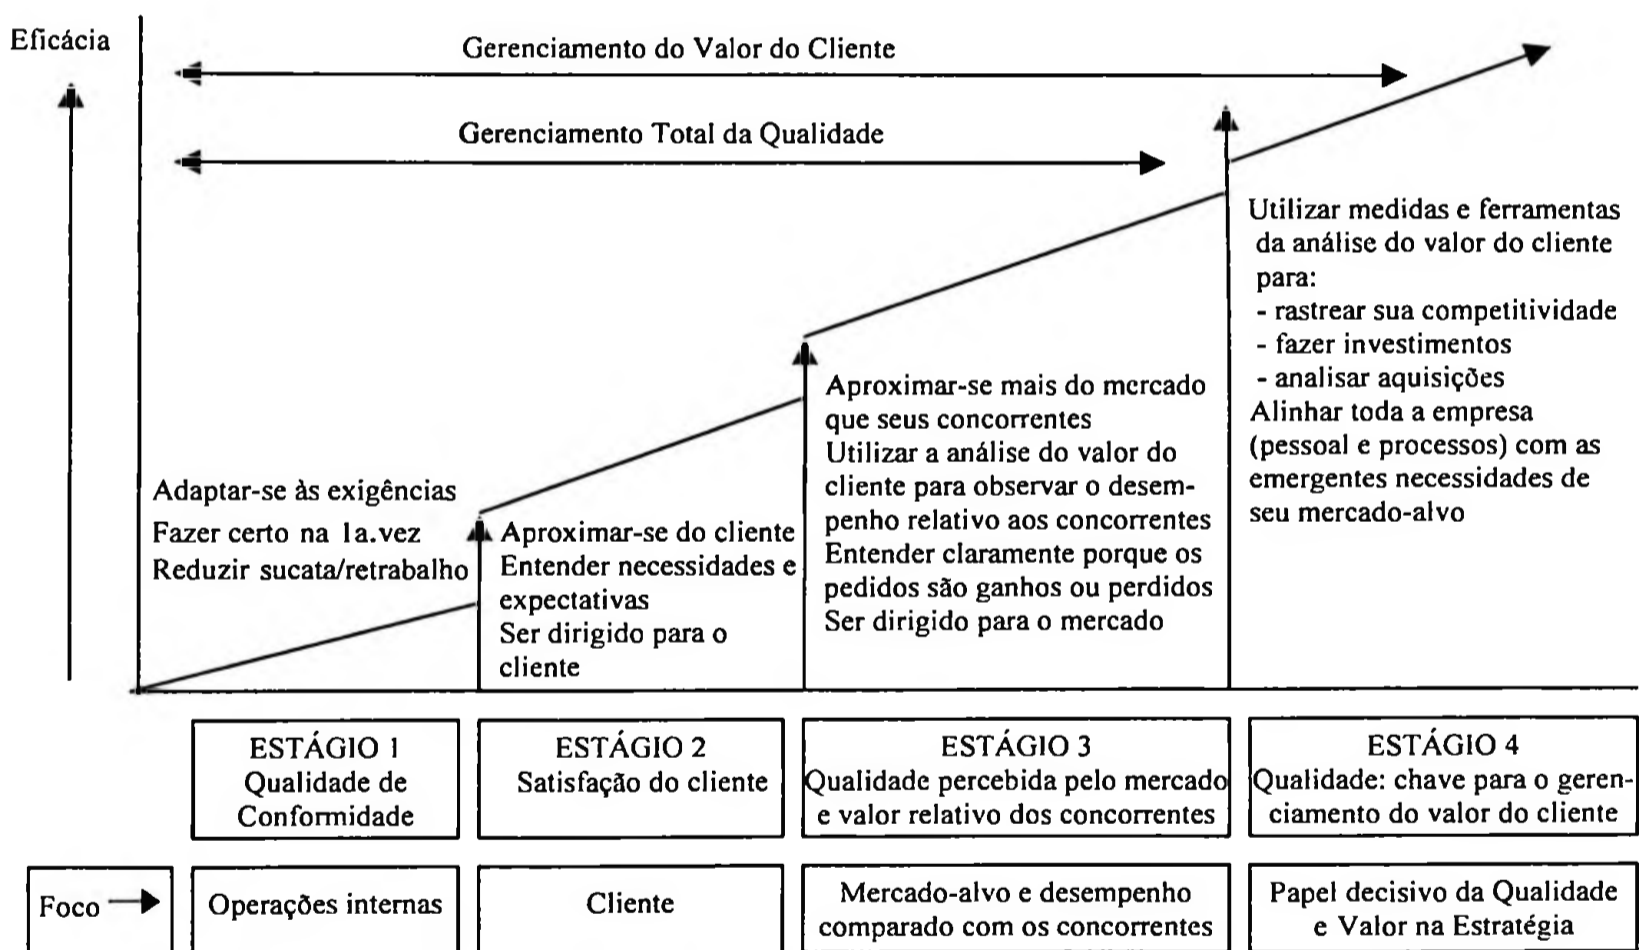 Eficácia
Gerenciamento do Valor do Cliente
Gerenciamento Total da Qualidade
Adaptar-se às exigências
Fazer certo na 1a.vez
Reduzir sucata/retrabalho
Aproximar-se do cliente
Entender necessidades e
expectativas
Ser dirigido para o
cliente
Aproximar-se mais do mercado
que seus concorrentes
Utilizar a análise do valor do
cliente para observar o desem-
penho relativo aos concorrentes
Entender claramente porque os
pedidos são ganhos ou perdidos
Ser dirigido para o mercado
Utilizar medidas e ferramentas
da análise do valor do cliente
para:
- rastrear sua competitividade
- fazer investimentos
- analisar aquisições
Alinhar toda a empresa
(pessoal e processos) com as
emergentes necessidades de
seu mercado-alvo
ESTÁGIO 1
Qualidade de
Conformidade
ESTÁGIO 2
Satisfação do cliente
ESTÁGIO 3
Qualidade percebida pelo mercado
e valor relativo dos concorrentes
ESTÁGIO 4
Qualidade: chave para o geren-
ciamento do valor do cliente
Foco
Operações internas
Cliente
Mercado-alvo e desempenho
comparado com os concorrentes
Papel decisivo da Qualidade
e Valor na Estratégia